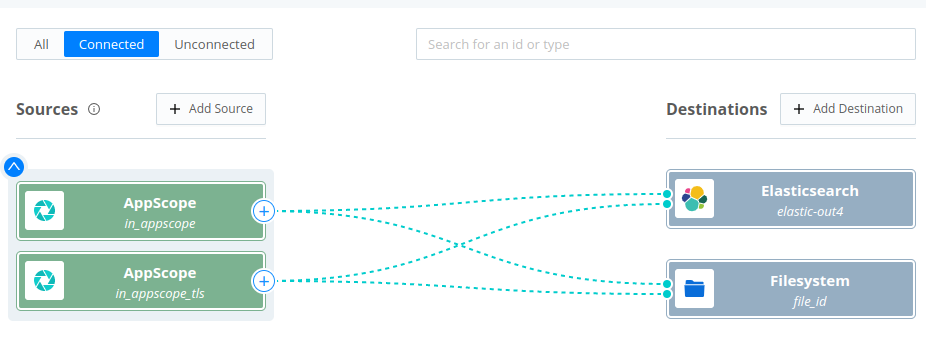 All Connected Unconnected
Search for an id or type
Sources
+ Add Source
Destinations
+ Add Destination
AppScope
in_appscope
AppScope
in_appscope_tls
Elasticsearch
elastic-out4
Filesystem
file_id